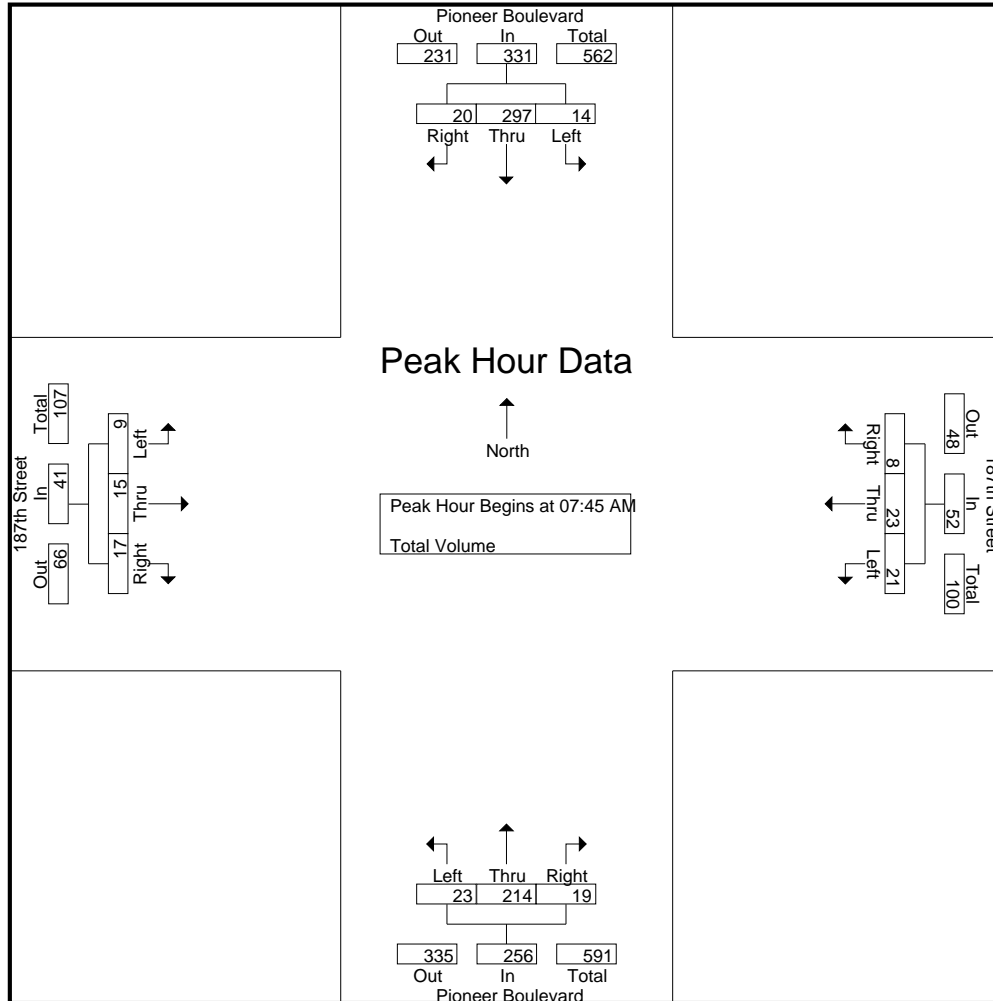 Pioneer Boulevard
Out In Total
231 331 562
20 297 14
Right Thru Left
Peak Hour Data
North
Peak Hour Begins at 07:45 AM
Total Volume
187th Street
Total In Out
107 41 66
9 15 17
Left Thru Right
Right Thru Left
8 23 21
Out In Total
48 52 100
187th Street
Left Thru Right
23 214 19
335 256 591
Out In Total
Pioneer Boulevard